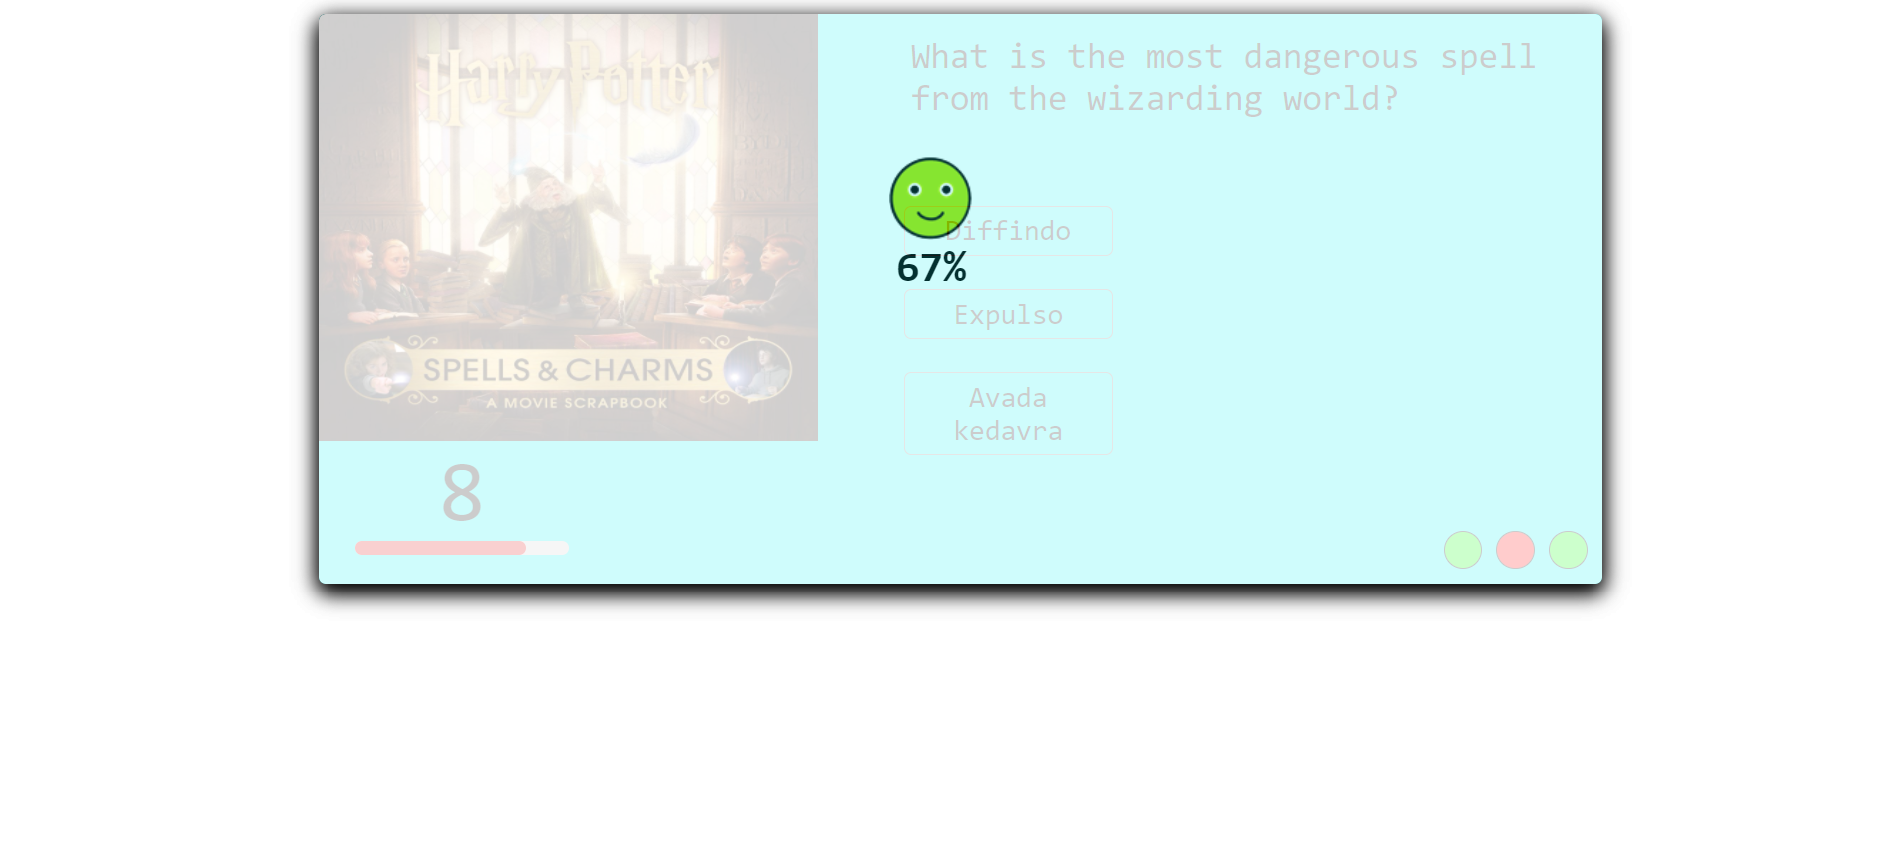 Harry Potter
SPELLS & CHARMS
A MOVIE SCRAPBOOK
What is the most dangerous spell
from the wizarding world?
Diffindo
67%
Expulso
Avada
kedavra
8